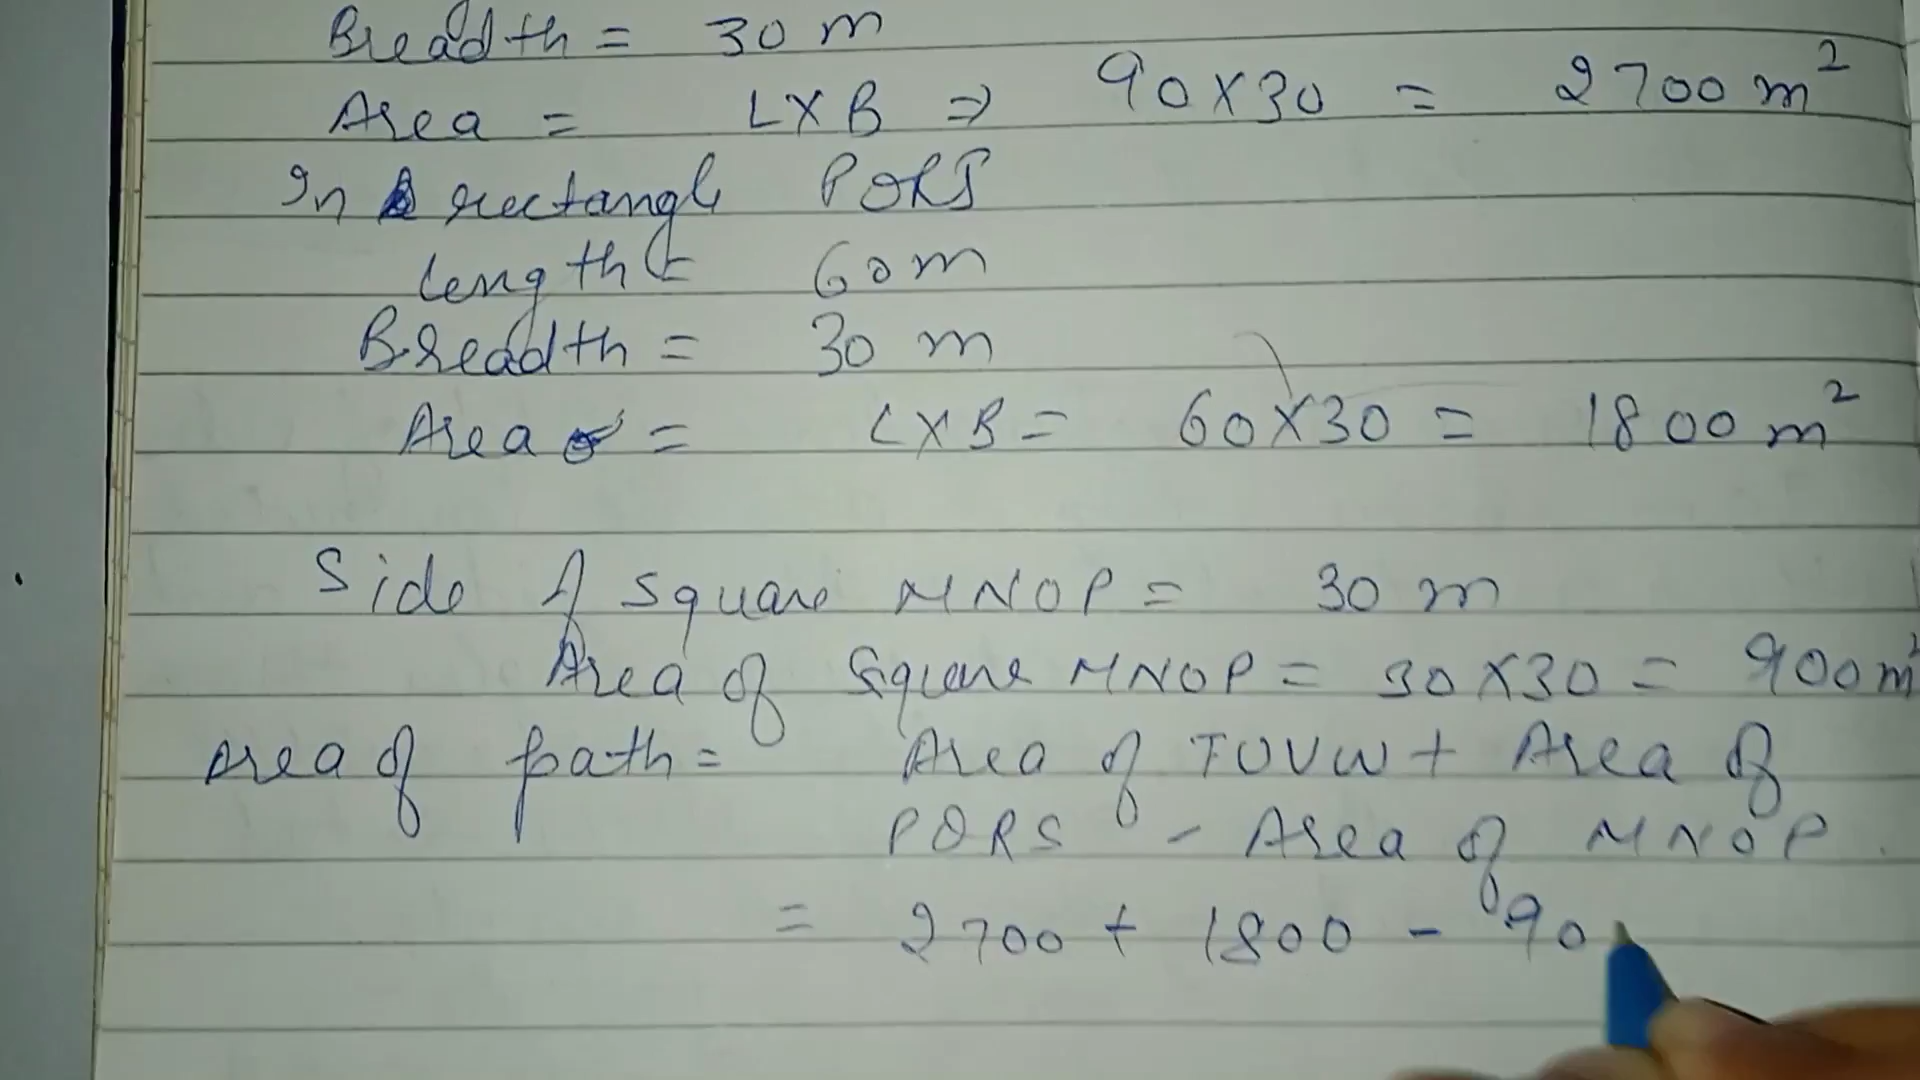 Breadth = 30 m
Area = L X B ⇒ 90 X 30 = 2700 m²
In rectangle PQRS
length = 60 m
Breadth = 30 m
Area = L X B = 60 X 30 = 1800 m²
Side of square MNOP = 30 m
Area of Square MNOP = 30 X 30 = 900 m²
Area of path = Area of TUVW + Area of
PQRS - Area of MNOP
= 2700 + 1800 - 90